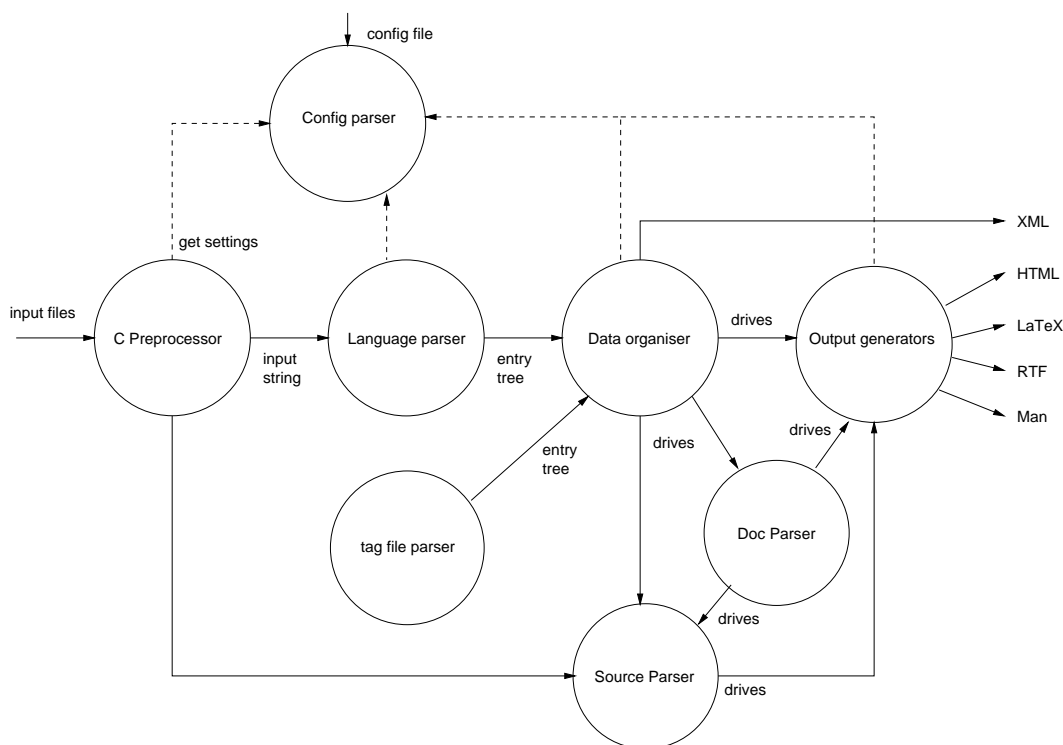 config file
Config parser
get settings
XML
HTML
input files
C Preprocessor
input
string
Language parser
entry
tree
Data organiser
drives
Output generators
LaTeX
RTF
Man
drives
drives
entry
tree
tag file parser
Doc Parser
drives
Source Parser
drives